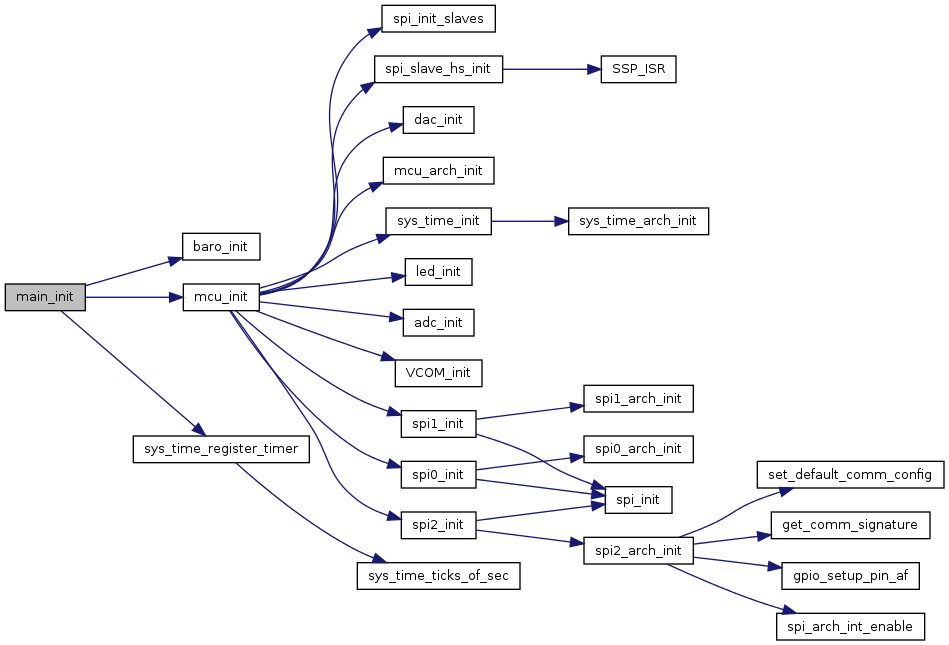 spi_init_slaves
spi_slave_hs_init
SSP_ISR
dac_init
mcu_arch_init
sys_time_init
sys_time_arch_init
baro_init
led_init
main_init
mcu_init
adc_init
VCOM_init
spi1_arch_init
spi1_init
sys_time_register_timer
spi0_arch_init
spi0_init
set_default_comm_config
spi_init
spi2_init
get_comm_signature
spi2_arch_init
sys_time_ticks_of_sec
gpio_setup_pin_af
spi_arch_int_enable